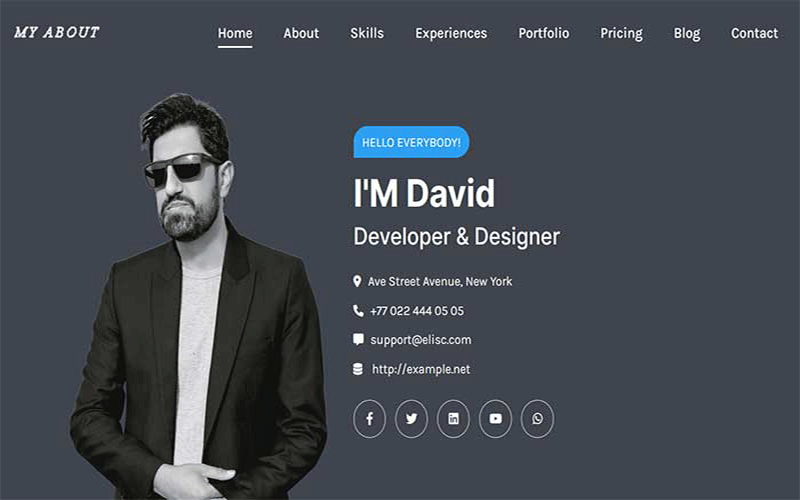 MY ABOUT
Home About Skills Experiences Portfolio Pricing Blog Contact
HELLO EVERYBODY!
I'M David
Developer & Designer
Ave Street Avenue, New York
+77 022 444 05 05
support@elisc.com
http://example.net